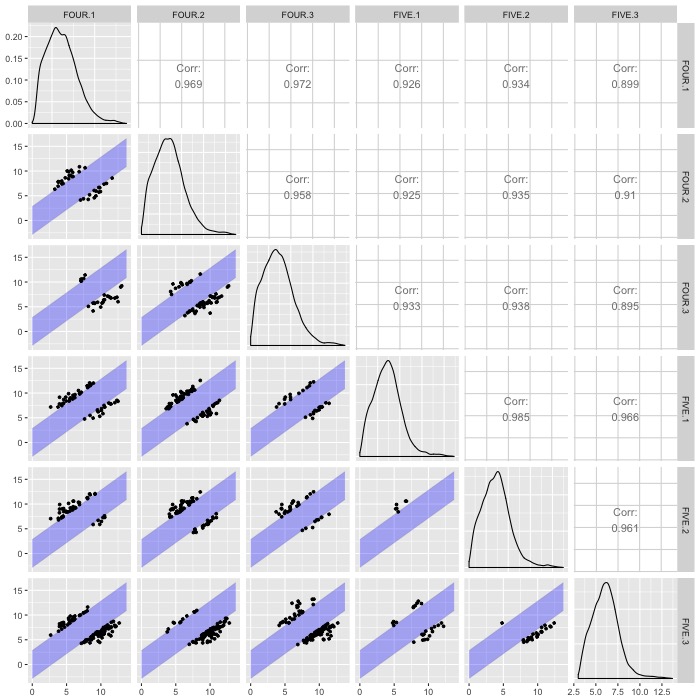 FOUR.1 FOUR.2 FOUR.3 FIVE.1 FIVE.2 FIVE.3
0.20
0.15
0.10
0.05
0.00
Corr:
0.969
Corr:
0.972
Corr:
0.926
Corr:
0.934
Corr:
0.899
FOUR.1
15
10
5
0
Corr:
0.958
Corr:
0.925
Corr:
0.935
Corr:
0.91
FOUR.2
15
10
5
0
Corr:
0.933
Corr:
0.938
Corr:
0.895
FOUR.3
15
10
5
0
Corr:
0.985
Corr:
0.966
FIVE.1
15
10
5
0
Corr:
0.961
FIVE.2
15
10
5
0
FIVE.3
0 5 10 0 5 10 0 5 10 0 5 10 0 5 10 2.5 5.0 7.5 10.0 12.5